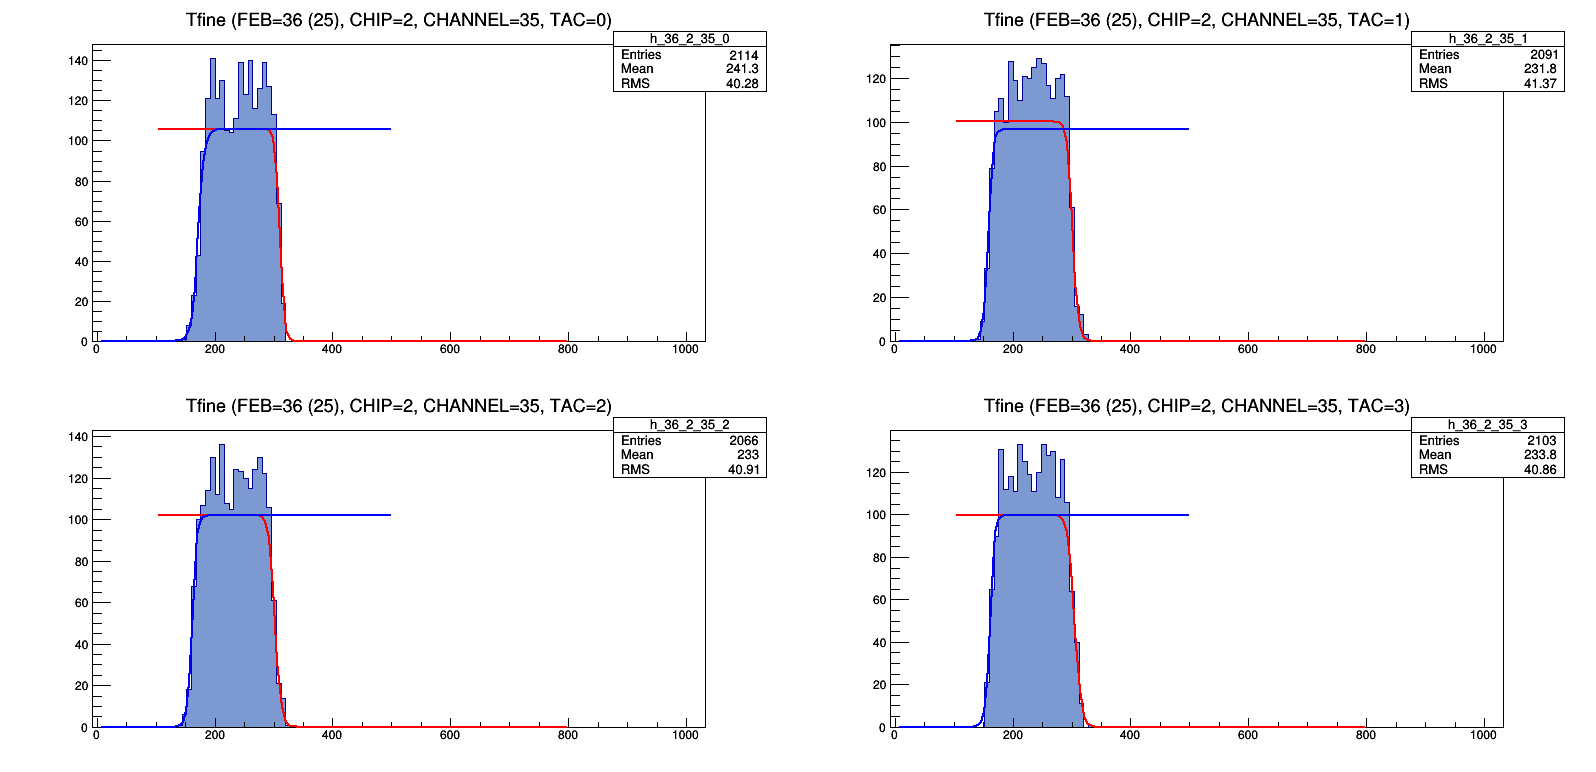 Tfine (FEB=36 (25), CHIP=2, CHANNEL=35, TAC=0)
h_36_2_35_0
Entries 2114
Mean 241.3
RMS 40.28
140
120
100
80
60
40
20
0
0 200 400 600 800 1000
Tfine (FEB=36 (25), CHIP=2, CHANNEL=35, TAC=1)
h_36_2_35_1
Entries 2091
Mean 231.8
RMS 41.37
120
100
80
60
40
20
0
0 200 400 600 800 1000
Tfine (FEB=36 (25), CHIP=2, CHANNEL=35, TAC=2)
h_36_2_35_2
Entries 2066
Mean 233
RMS 40.91
140
120
100
80
60
40
20
0
0 200 400 600 800 1000
Tfine (FEB=36 (25), CHIP=2, CHANNEL=35, TAC=3)
h_36_2_35_3
Entries 2103
Mean 233.8
RMS 40.86
120
100
80
60
40
20
0
0 200 400 600 800 1000